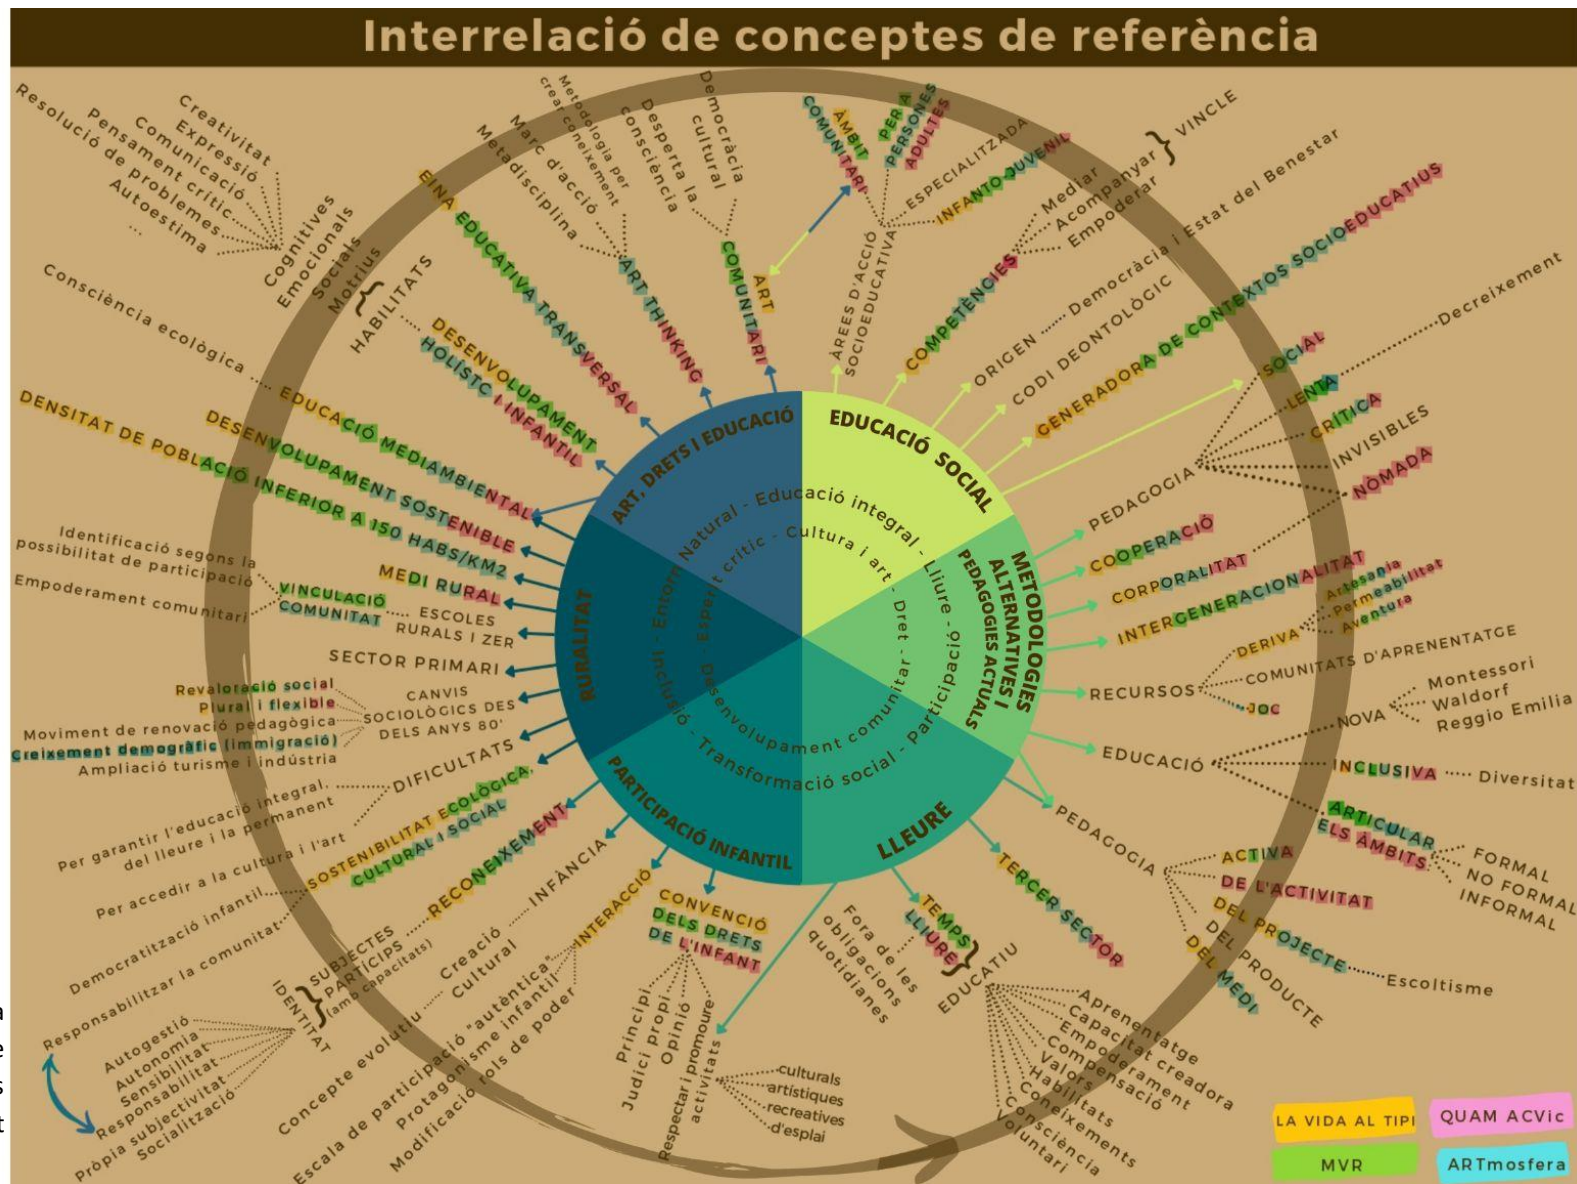 Interrelació de conceptes de referència
Creativitat
Expressió
Comunicació
Pensament crític
Resolució de problemes
Autoestima
...
Cognitives
Emocionals
Socials
Motrius
HABILITATS
DESENVOLUPAMENT
HOLÍSTC I INFANTIL
EINA EDUCATIVA TRANSVERSAL
Metadisciplina
Marc d'acció
Metodologia per
crear coneixement
ART THINKING
Desperta la
consciència
Democràcia
cultural
ART
COMUNITARI
ÀMBIT
COMUNITARI
PER A
PERSONES
ADULTES
ESPECIALITZADA
INFANTO-JUVENIL
ÀREES D'ACCIÓ
SOCIOEDUCATIVA
COMPETÈNCIES
Mediar
Acompanyar
Empoderar
VINCLE
ORIGEN
Democràcia i Estat del Benestar
CODI DEONTOLÒGIC
GENERADORA DE CONTEXTOS SOCIOEDUCATIUS
PEDAGOGIA
SOCIAL
LENTA
Decreixement
CRÍTICA
INVISIBLES
NÒMADA
COOPERACIÓ
CORPORALITAT
INTERGENERACIONALITAT
RECURSOS
DERIVA
Artesania
Permeabilitat
Aventura
COMUNITATS D'APRENENTATGE
JOC
EDUCACIÓ
NOVA
Montessori
Waldorf
Reggio Emilia
INCLUSIVA
Diversitat
ARTICULAR
ELS ÀMBITS
FORMAL
NO FORMAL
INFORMAL
PEDAGOGIA
ACTIVA
DE L'ACTIVITAT
DEL PROJECTE
Escoltisme
DEL PRODUCTE
DEL MEDI
TERCER SECTOR
TEMPS
LLIURE
EDUCATIU
Fora de les
obligacions
quotidianes
Aprenentatge
Capacitat creadora
Empoderament
Compensació
Valors
Habilitats
Coneixements
Consciència
Voluntari
CONVENCIÓ
DELS DRETS
DE L'INFANT
Principi
Judici propi
Opinió
Respectar i promoure
activitats
culturals
artístiques
recreatives
d'esplai
INTERACCIÓ
Escala de participació "autèntica"
Protagonisme infantil
Modificació rols de poder
INFÀNCIA
Creació
Cultural
Concepte evolutiu
RECONEIXEMENT
SUBJECTES
PARTÍCIPS
(amb capacitats)
IDENTITAT
Autogestió
Autonomia
Sensibilitat
Responsabilitat
Pròpia subjectivitat
Socialització
SOSTENIBILITAT ECOLÒGICA,
CULTURAL I SOCIAL
Democratització infantil
Responsabilitzar la comunitat
DIFICULTATS
Per garantir l'educació integral,
del lleure i la permanent
Per accedir a la cultura i l'art
CANVIS
SOCIOLÒGICS DES
DELS ANYS 80'
Revaloració social
Plural i flexible
Moviment de renovació pedagògica
Creixement demogràfic (immigració)
Ampliació turisme i indústria
SECTOR PRIMARI
ESCOLES
RURALS I ZER
VINCULACIÓ
COMUNITAT
Identificació segons la
possibilitat de participació
Empoderament comunitari
MEDI RURAL
DENSITAT DE POBLACIÓ INFERIOR A 150 HABS/KM2
DESENVOLUPAMENT SOSTENIBLE
EDUCACIÓ MEDIAMBIENTAL
Consciència ecològica
ART, DRETS I EDUCACIÓ
EDUCACIÓ SOCIAL
METODOLOGIES
ALTERNATIVES I
PEDAGOGIES ACTUALS
LLEURE
PARTICIPACIÓ INFANTIL
RURALITAT
Entorn Natural - Educació integral - Lliure - Participació - Transformació social - Inclusió -
Esperit crític - Cultura i art - Dret - Desenvolupament comunitar -
LA VIDA AL TIPI
QUAM ACVic
MVR
ARTmosfera
a
e
s
t